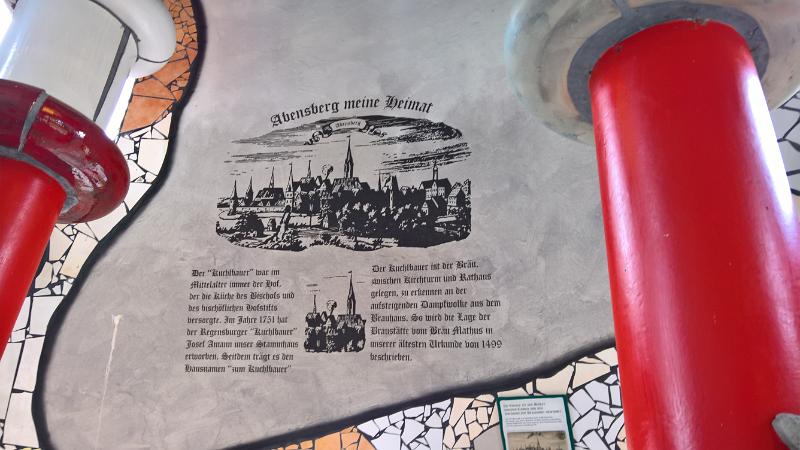 Abensberg meine Heimat
Abensberg
Der "Kuchlbauer" war im
Mittelalter immer der Hof,
der die Küche des Bischofs und
des bischöflichen Hofstifts
versorgte. Im Jahre 1751 hat
der Regensburger "Kuchlbauer"
Josef Amann unser Stammhaus
erworben. Seitdem trägt es den
Hausnamen "zum Kuchlbauer"
Der Kuchlbauer ist der Bräu,
zwischen Kirchturm und Rathaus
gelegen, zu erkennen an der
aufsteigenden Dampfwolke aus dem
Brauhaus. So wird die Lage der
Braustätte vom Bräu Mathus in
unserer ältesten Urkunde von 1499
beschrieben.